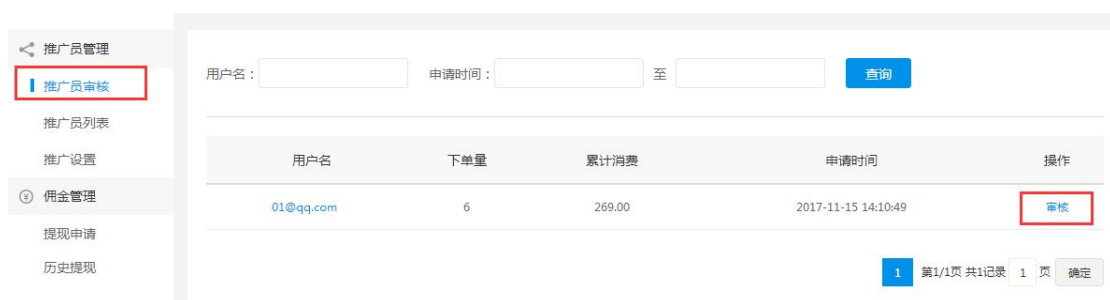 推广员管理
推广员审核
推广员列表
推广设置
佣金管理
提现申请
历史提现
用户名： 申请时间： 至 查询
用户名 下单量 累计消费 申请时间 操作
01@qq.com 6 269.00 2017-11-15 14:10:49 审核
1 第1/1页 共1记录 1 页 确定